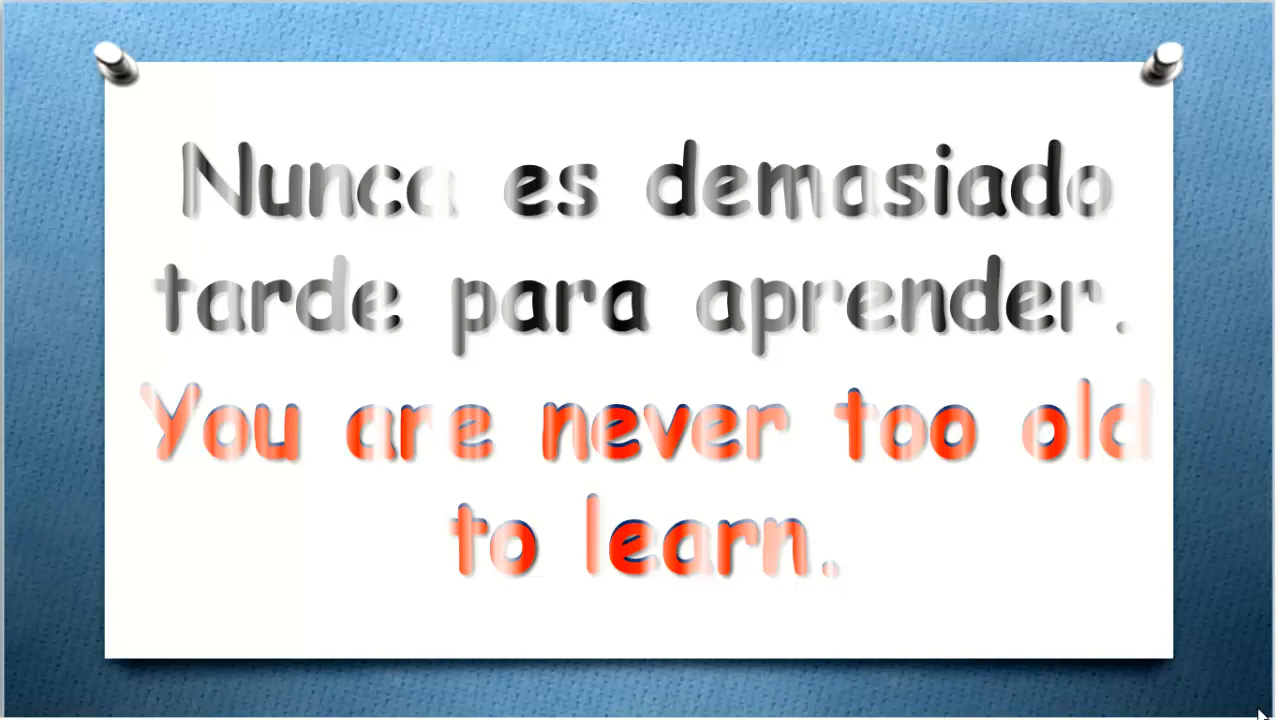 Nunca es demasiado
tarde para aprender.
You are never too old
to learn.